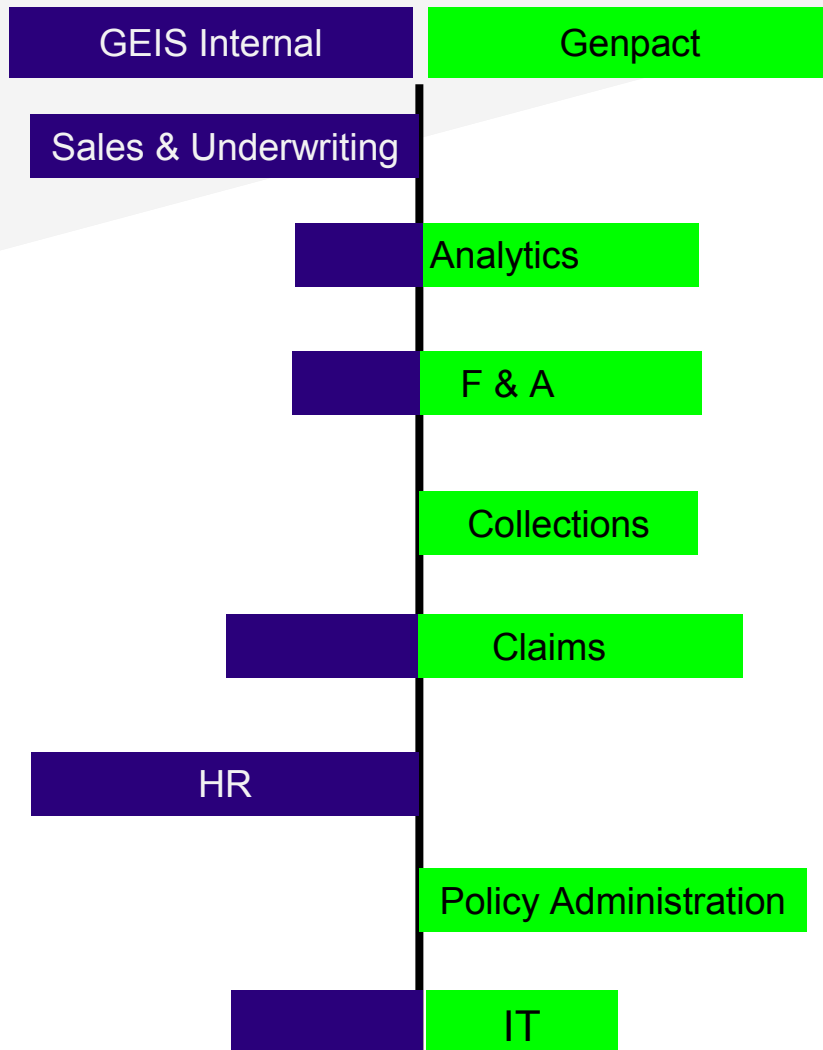 GEIS Internal
Genpact
Sales & Underwriting
Analytics
F & A
Collections
Claims
HR
Policy Administration
IT